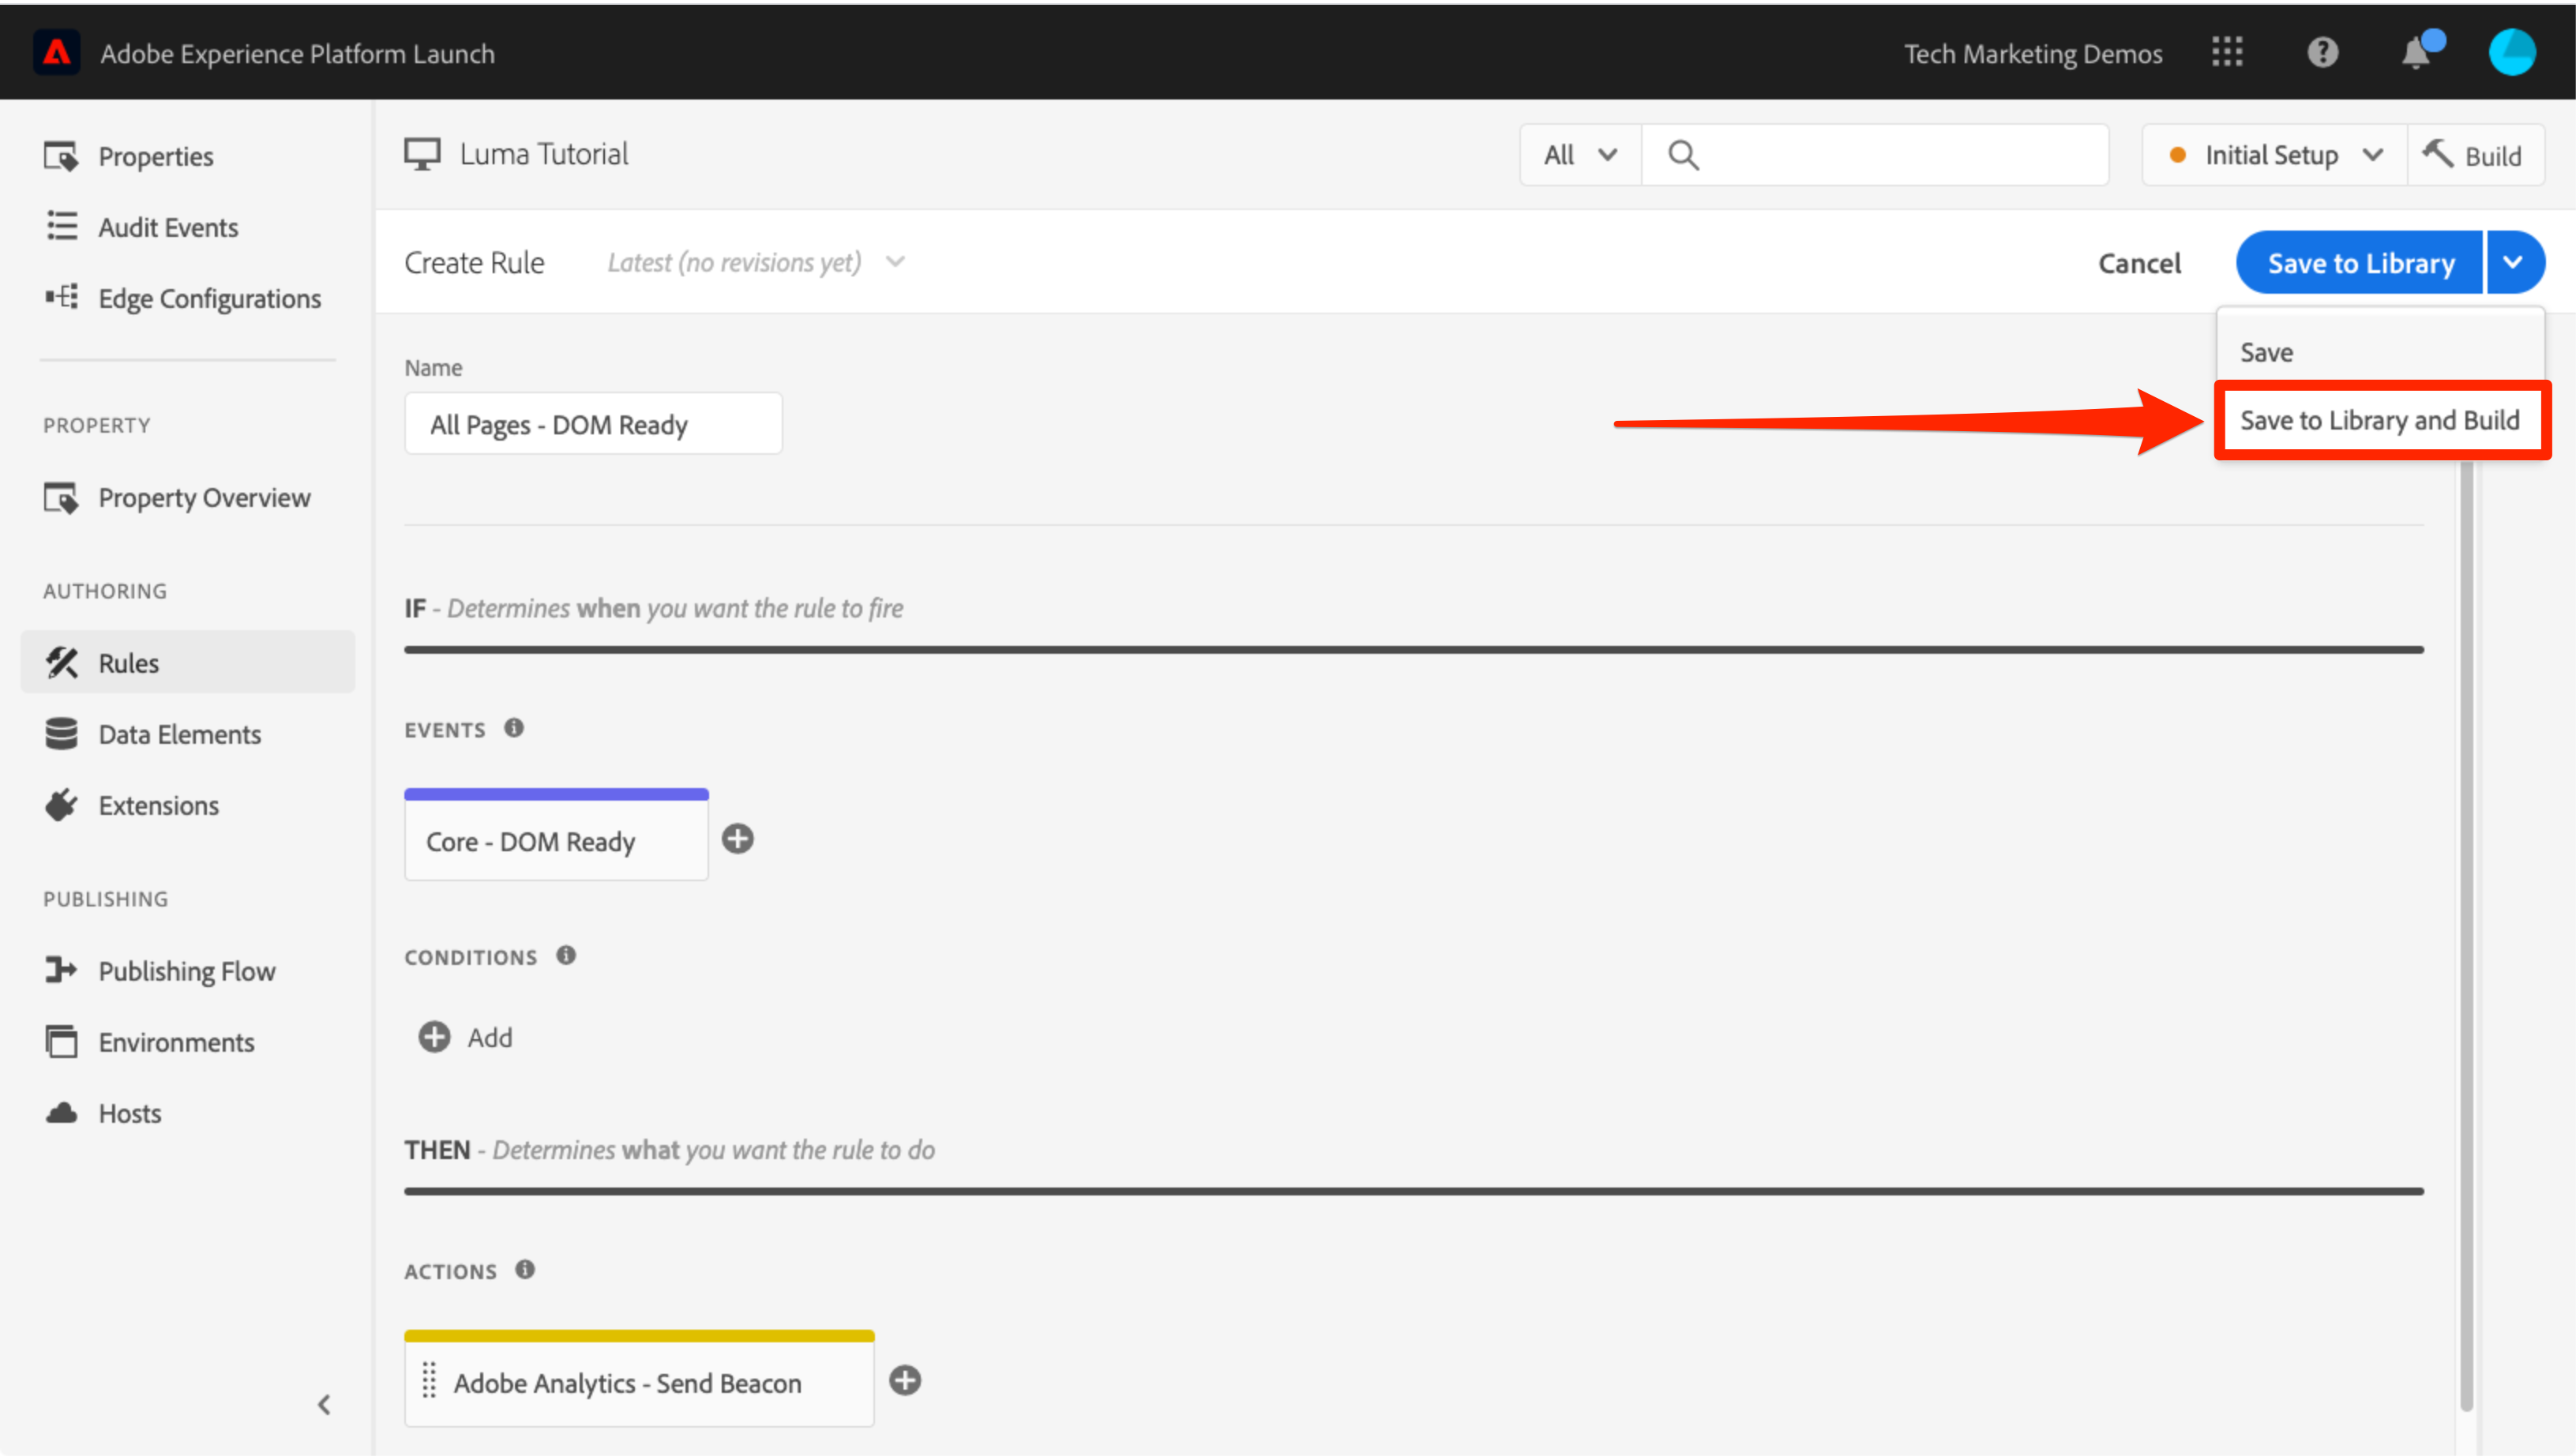 Adobe Experience Platform Launch
Tech Marketing Demos
Properties
Audit Events
Edge Configurations
PROPERTY
Property Overview
AUTHORING
Rules
Data Elements
Extensions
PUBLISHING
Publishing Flow
Environments
Hosts
Luma Tutorial
All
Initial Setup
Build
Create Rule
Latest (no revisions yet)
Cancel
Save to Library
Save
Save to Library and Build
Name
All Pages - DOM Ready
IF - Determines when you want the rule to fire
EVENTS
Core - DOM Ready
CONDITIONS
Add
THEN - Determines what you want the rule to do
ACTIONS
Adobe Analytics - Send Beacon